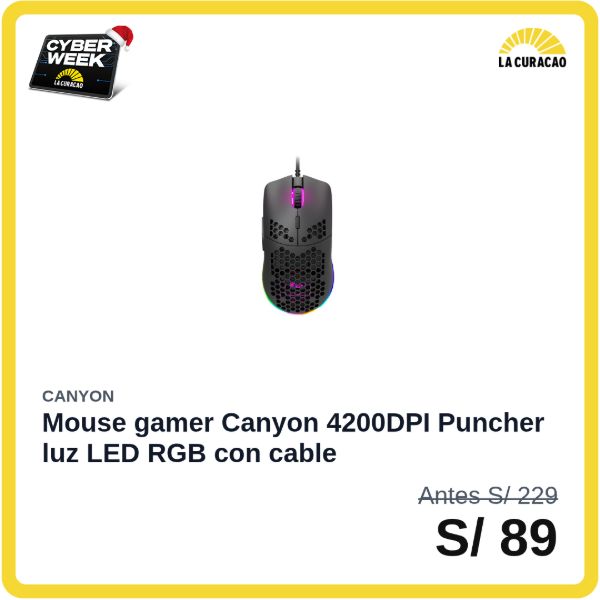 CYBER
WEEK
LA CURACAO
LA CURACAO
CANYON
Mouse gamer Canyon 4200DPI Puncher
luz LED RGB con cable
Antes S/ 229
S/ 89